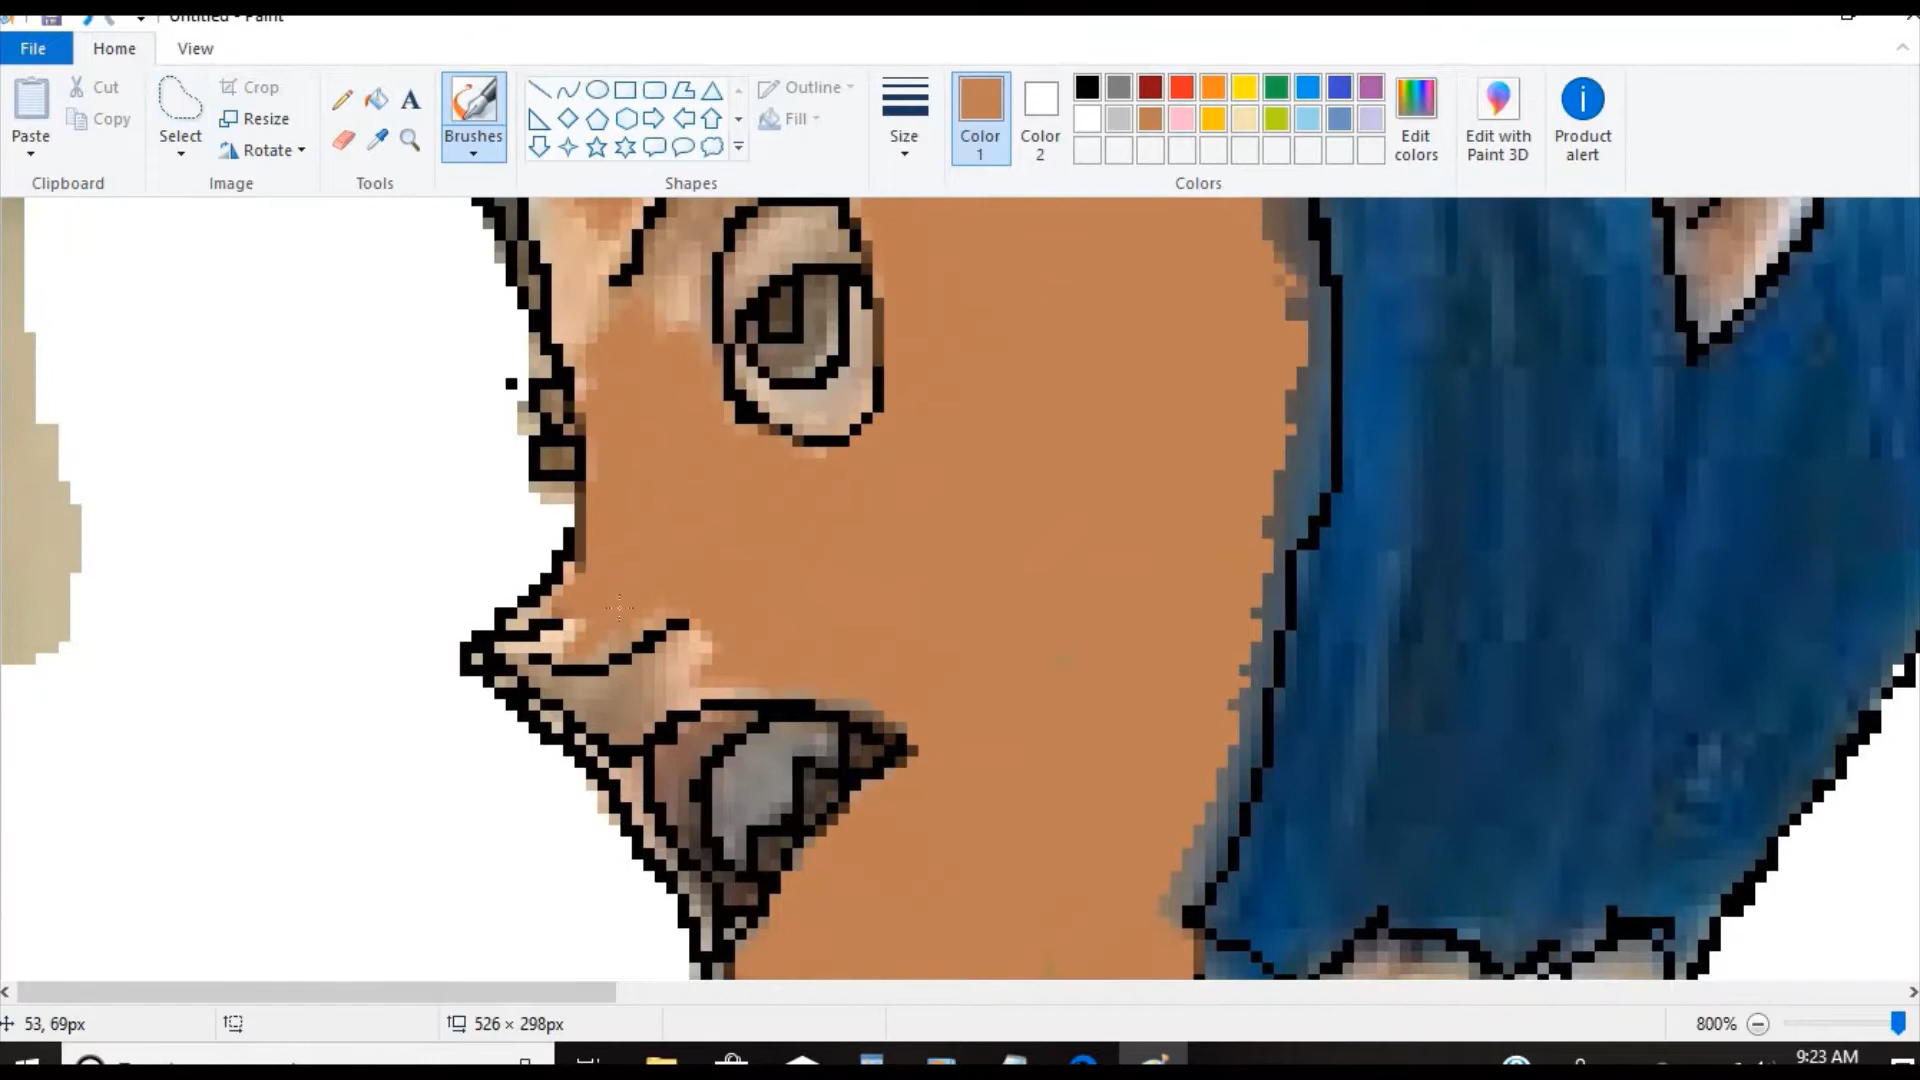 Untitled - Paint
File Home View
Cut Crop Outline
Copy Resize Fill
Rotate
Paste Select Brushes Size Color 1 Color 2 Edit colors Edit with Paint 3D Product alert
Clipboard Image Tools Shapes Colors
53, 69px 526 × 298px 800%
9:23 AM